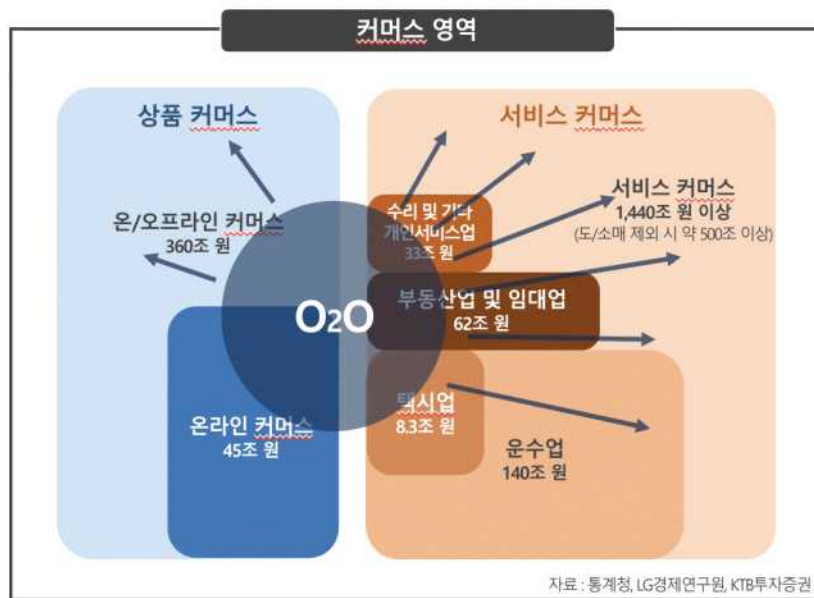 커머스 영역
상품 커머스
온/오프라인 커머스
360조 원
온라인 커머스
45조 원
O2O
서비스 커머스
수리 및 기타
개인서비스업
33조 원
서비스 커머스
1,440조 원 이상
(도/소매 제외 시 약 500조 이상)
부동산업 및 임대업
62조 원
택시업
8.3조 원
운수업
140조 원
자료 : 통계청, LG경제연구원, KTB투자증권